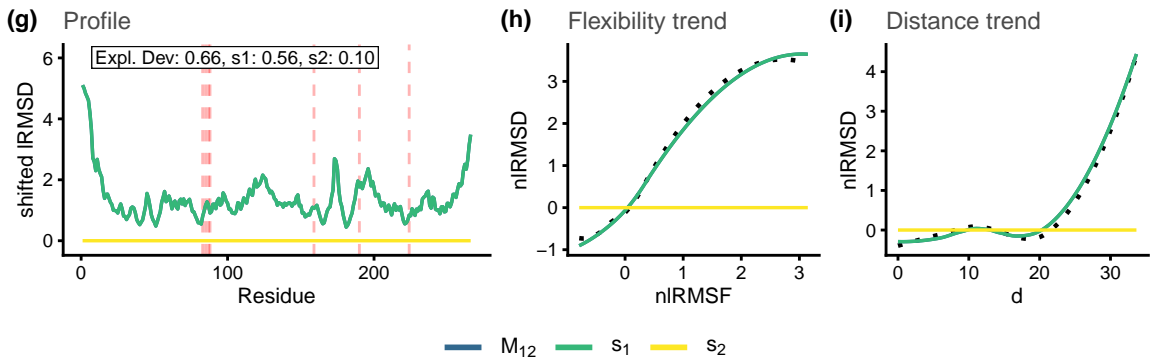 (g) Profile
Expl. Dev: 0.66, s1: 0.56, s2: 0.10
shifted lRMSD
6
4
2
0
0 100 200
Residue
(h) Flexibility trend
nlRMSD
3
2
1
0
−1
0 1 2 3
nlRMSF
(i) Distance trend
nlRMSD
4
3
2
1
0
0 10 20 30
d
M12 s1 s2